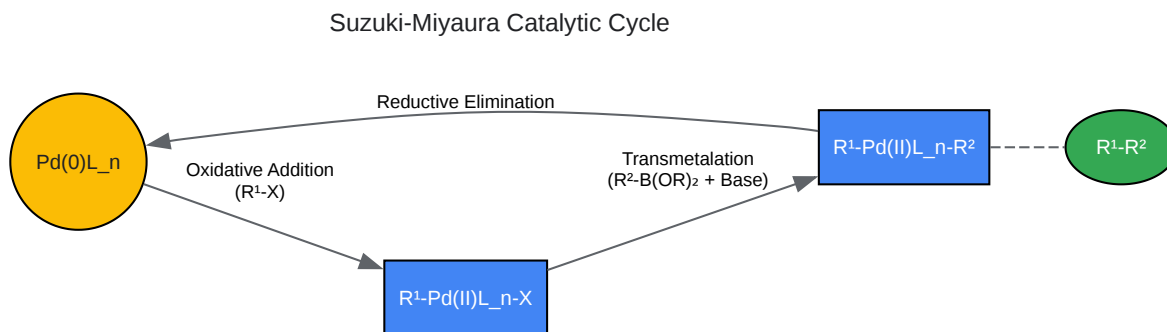 Suzuki-Miyaura Catalytic Cycle
Reductive Elimination
Pd(0)L_n
Oxidative Addition
(R¹-X)
Transmetalation
(R²-B(OR)₂ + Base)
R¹-Pd(II)L_n-R²
R¹-R²
R¹-Pd(II)L_n-X